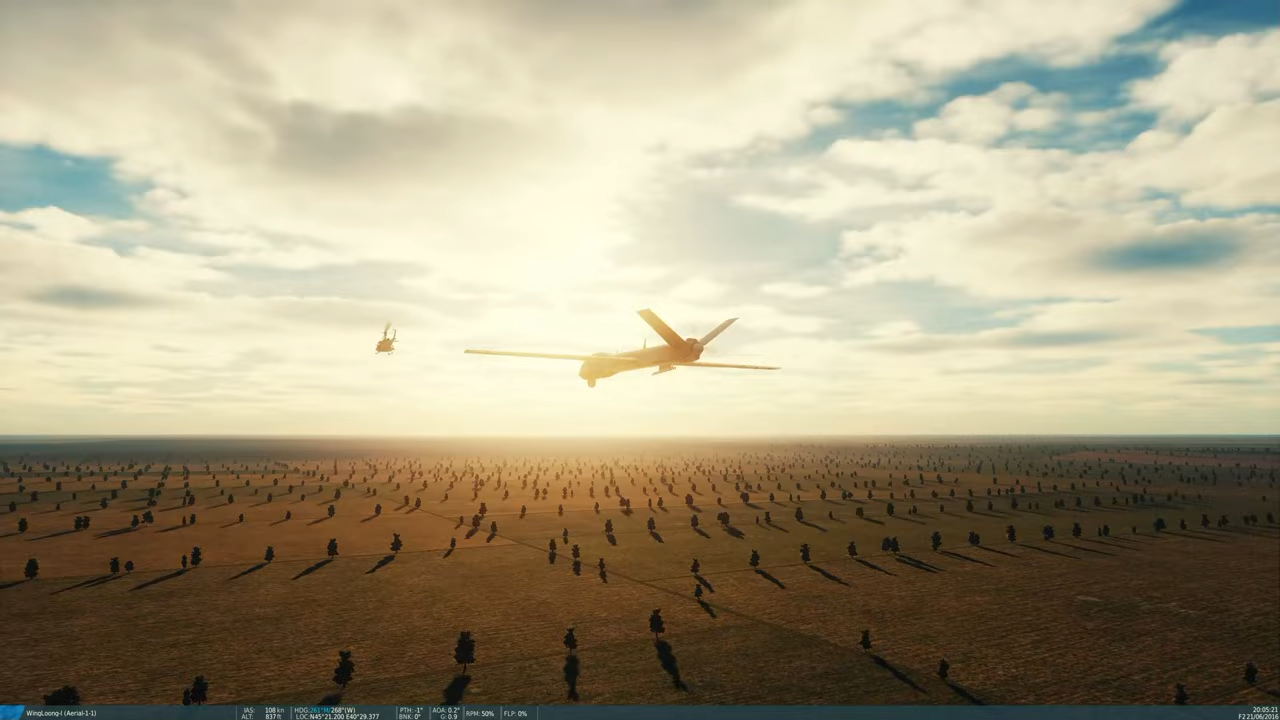 WingLoong-I (Aerial-1-1)
IAS: 108 kn
ALT: 837 ft
HDG:261°M/268°(W)
LOC:N45°21.200 E40°29.377
PTH: -1°
BNK: 0°
AOA: 0.2°
G: 0.9
RPM: 50%
FLP: 0%
20:05:21
F2 21/06/2016